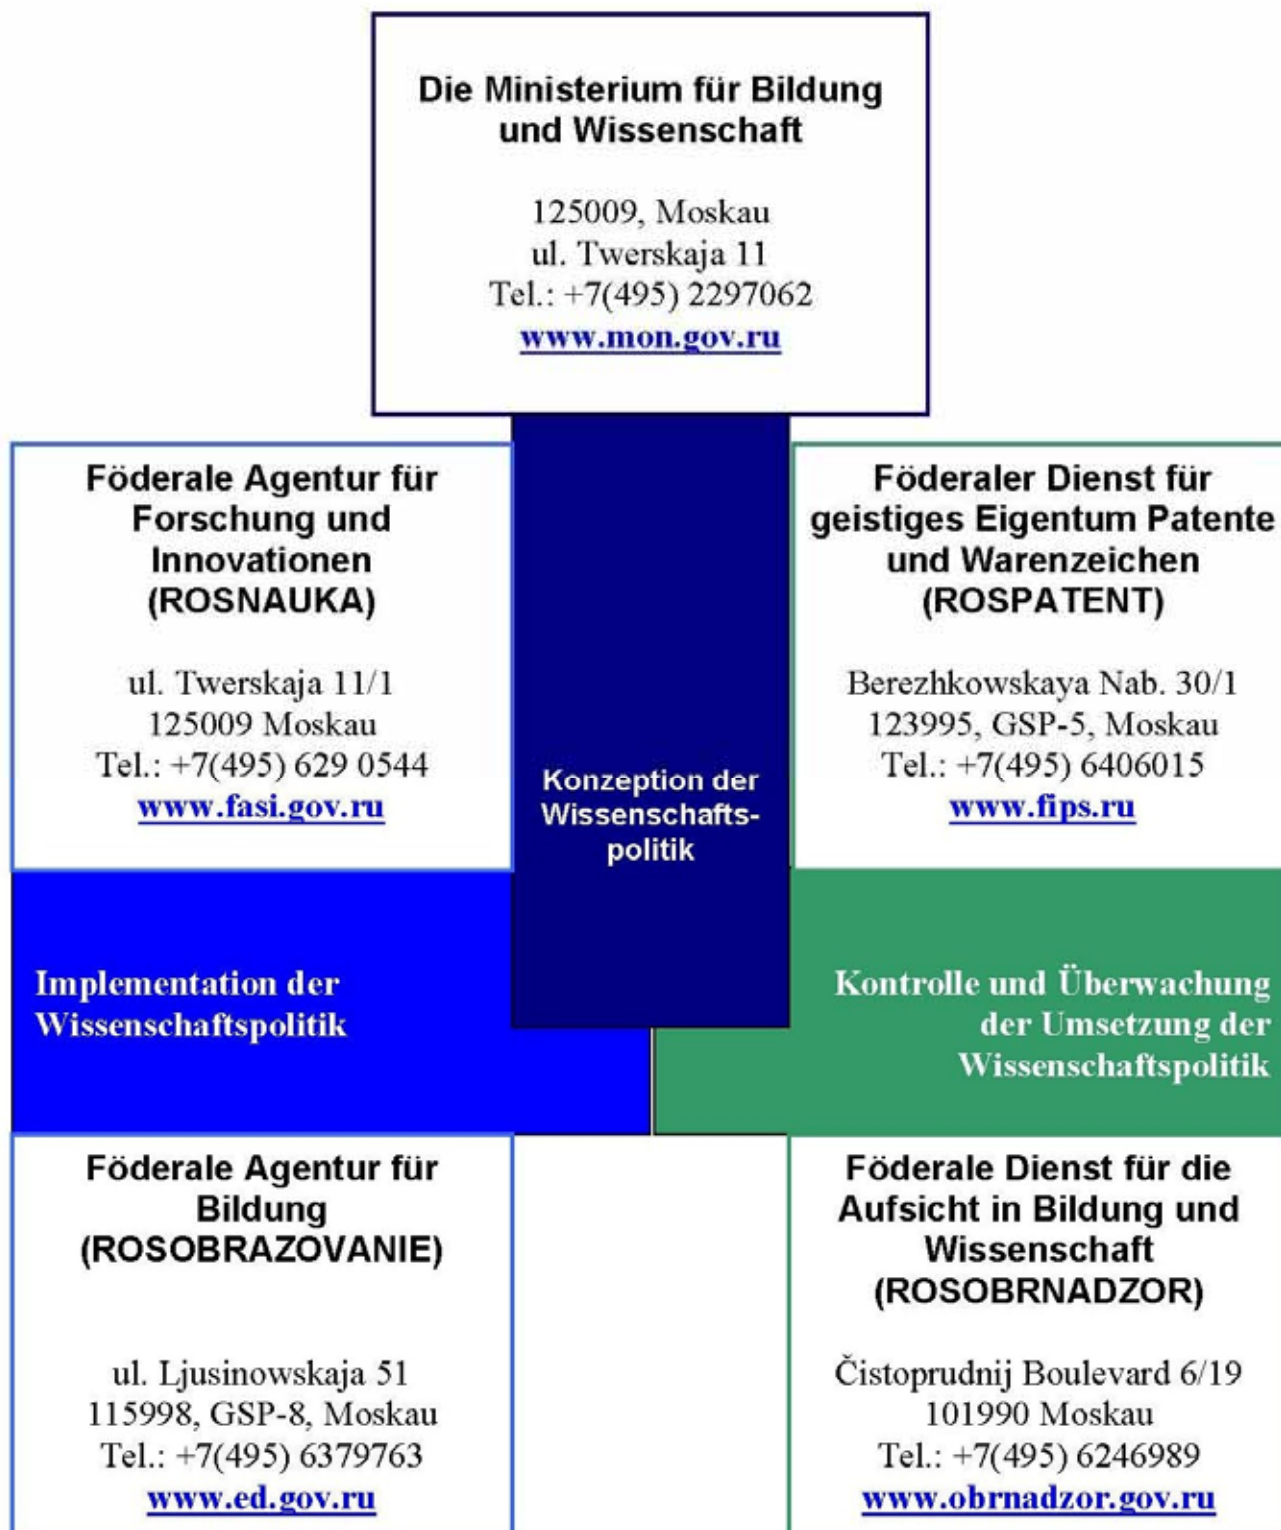 Die Ministerium für Bildung
und Wissenschaft
125009, Moskau
ul. Twerskaja 11
Tel.: +7(495) 2297062
www.mon.gov.ru
Föderale Agentur für
Forschung und
Innovationen
(ROSNAUKA)
ul. Twerskaja 11/1
125009 Moskau
Tel.: +7(495) 629 0544
www.fasi.gov.ru
Konzeption der
Wissenschafts-
politik
Föderaler Dienst für
geistiges Eigentum Patente
und Warenzeichen
(ROSPATENT)
Berezhkowskaya Nab. 30/1
123995, GSP-5, Moskau
Tel.: +7(495) 6406015
www.fips.ru
Implementation der
Wissenschaftspolitik
Kontrolle und Überwachung
der Umsetzung der
Wissenschaftspolitik
Föderale Agentur für
Bildung
(ROSOBRAZOVANIE)
ul. Ljusinowskaja 51
115998, GSP-8, Moskau
Tel.: +7(495) 6379763
www.ed.gov.ru
Föderale Dienst für die
Aufsicht in Bildung und
Wissenschaft
(ROSOBRNADZOR)
Čistoprudnij Boulevard 6/19
101990 Moskau
Tel.: +7(495) 6246989
www.obrnadzor.gov.ru